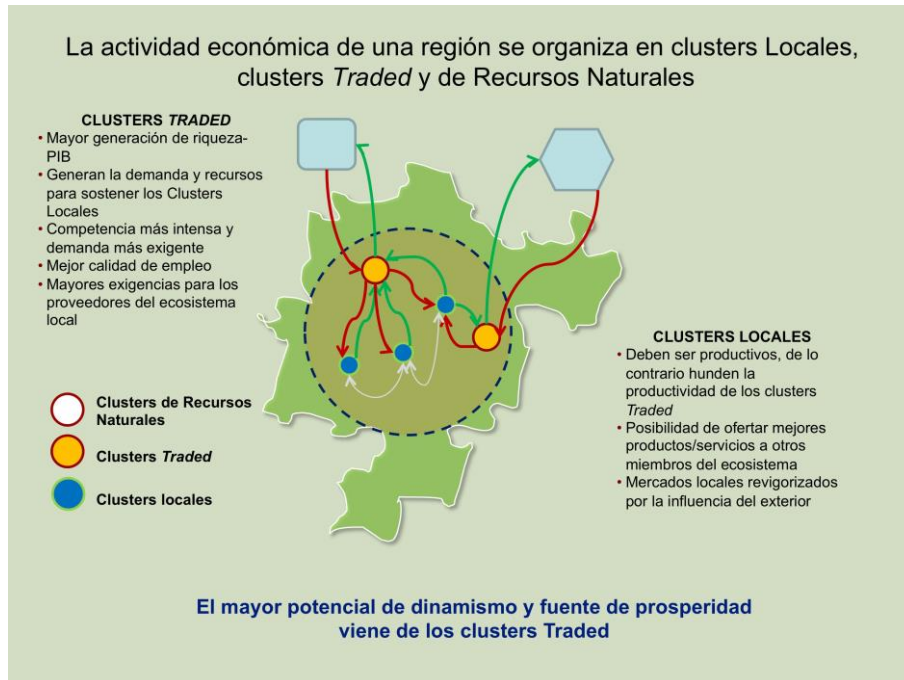 La actividad económica de una región se organiza en clusters Locales,
clusters Traded y de Recursos Naturales
CLUSTERS TRADED
• Mayor generación de riqueza-
PIB
• Generan la demanda y recursos
para sostener los Clusters
Locales
• Competencia más intensa y
demanda más exigente
• Mejor calidad de empleo
• Mayores exigencias para los
proveedores del ecosistema
local
Clusters de Recursos
Naturales
Clusters Traded
Clusters locales
CLUSTERS LOCALES
• Deben ser productivos, de lo
contrario hunden la
productividad de los clusters
Traded
• Posibilidad de ofertar mejores
productos/servicios a otros
miembros del ecosistema
• Mercados locales revigorizados
por la influencia del exterior
El mayor potencial de dinamismo y fuente de prosperidad
viene de los clusters Traded